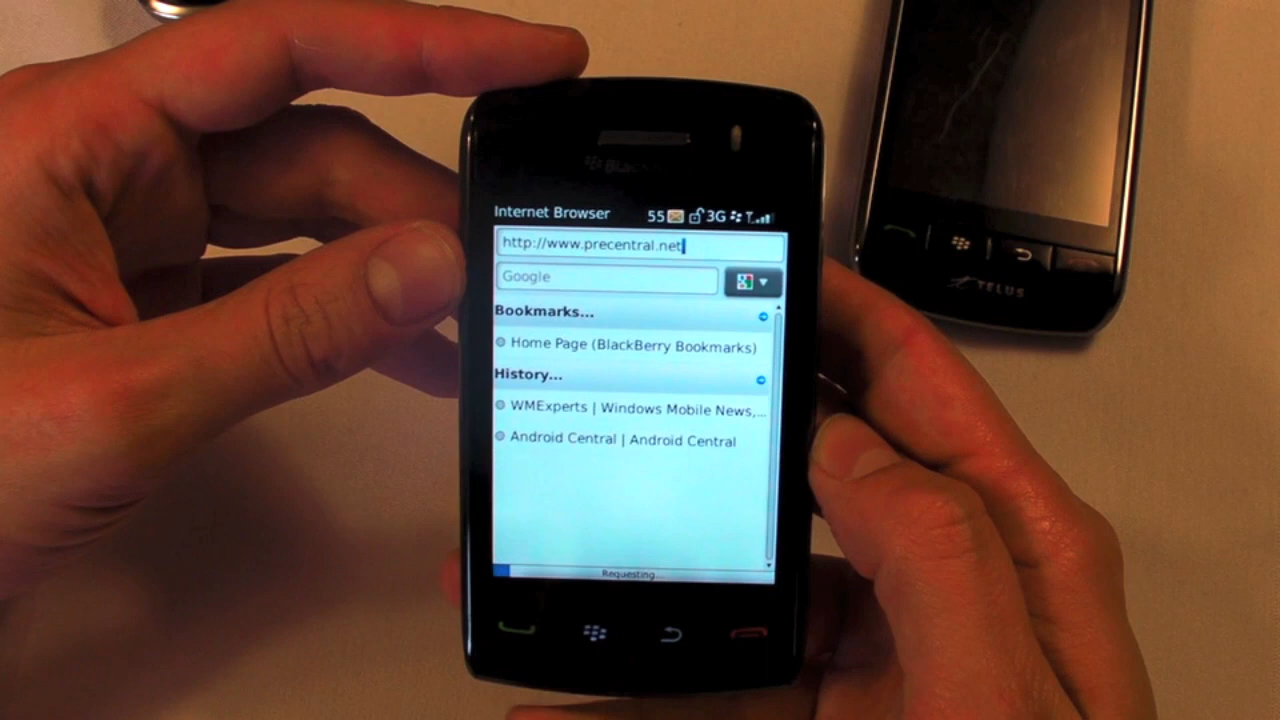 BlackBerry
Internet Browser 55 3G
http://www.precentral.net
Google
Bookmarks...
Home Page (BlackBerry Bookmarks)
History...
WMExperts | Windows Mobile News,...
Android Central | Android Central
Requesting...
TELUS